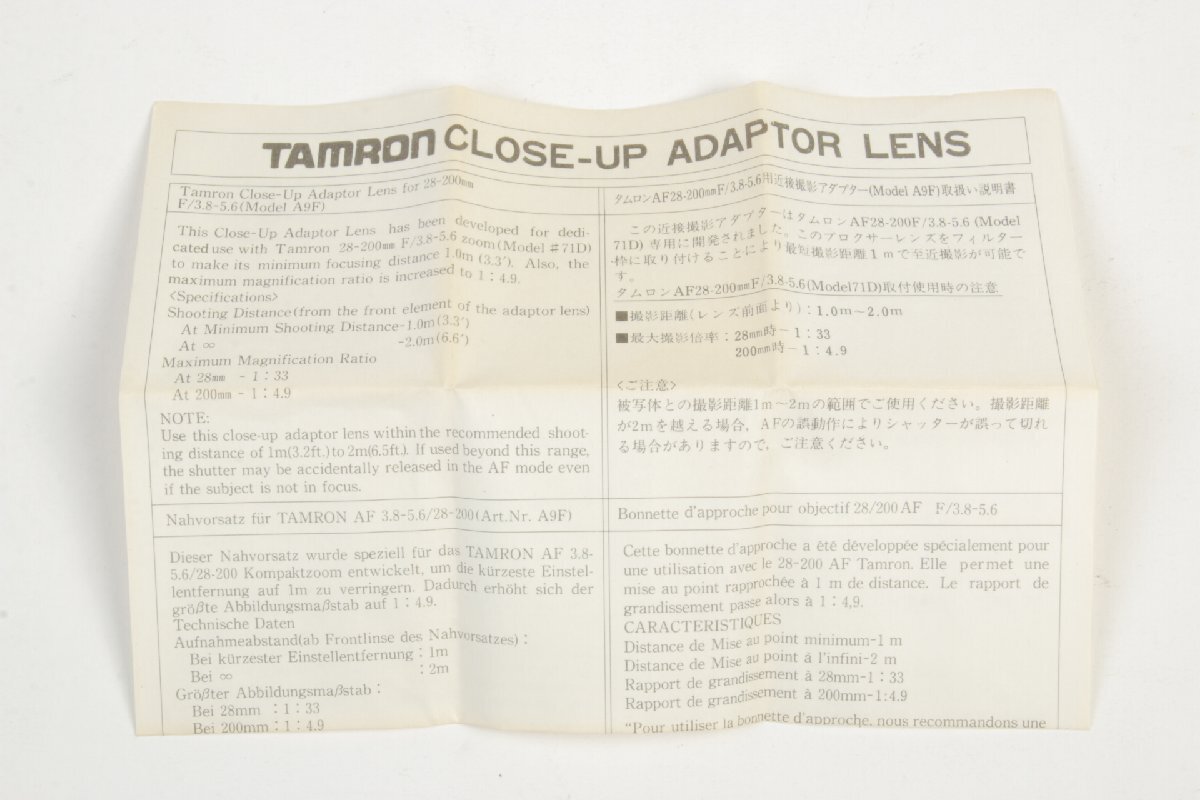 TAMRON CLOSE-UP ADAPTOR LENS
Tamron Close-Up Adaptor Lens for 28-200mm
F/3.8-5.6(Model A9F)
This Close-Up Adaptor Lens has been developed for dedi-
cated use with Tamron 28-200mm F/3.8-5.6 zoom(Model #71D)
to make its minimum focusing distance 1.0m (3.3′). Also, the
maximum magnification ratio is increased to 1:4.9.
<Specifications>
Shooting Distance(from the front element of the adaptor lens)
At Minimum Shooting Distance-1.0m(3.3′)
At ∞ -2.0m(6.6′)
Maximum Magnification Ratio
At 28mm - 1:33
At 200mm - 1:4.9
NOTE:
Use this close-up adaptor lens within the recommended shoot-
ing distance of 1m(3.2ft.) to 2m(6.5ft.). If used beyond this range,
the shutter may be accidentally released in the AF mode even
if the subject is not in focus.
タムロンAF28-200mmF/3.8-5.6用近接撮影アダプター(Model A9F)取扱い説明書
この近接撮影アダプターはタムロンAF28-200F/3.8-5.6 (Model
71D) 専用に開発されました。このプロクサーレンズをフィルター
枠に取り付けることにより最短撮影距離1mで至近撮影が可能で
す。
タムロンAF28-200mmF/3.8-5.6(Model71D)取付使用時の注意
■撮影距離(レンズ前面より):1.0m~2.0m
■最大撮影倍率:28mm時-1:33
200mm時-1:4.9
<ご注意>
被写体との撮影距離1m~2mの範囲でご使用ください。撮影距離
が2mを越える場合、AFの誤動作によりシャッターが誤って切れ
る場合がありますので、ご注意ください。
Nahvorsatz für TAMRON AF 3.8-5.6/28-200(Art.Nr. A9F)
Dieser Nahvorsatz wurde speziell für das TAMRON AF 3.8-
5.6/28-200 Kompaktzoom entwickelt, um die kürzeste Einstel-
lentfernung auf 1m zu verringern. Dadurch erhöht sich der
größte Abbildungsmaßstab auf 1:4.9.
Technische Daten
Aufnahmeabstand(ab Frontlinse des Nahvorsatzes):
Bei kürzester Einstellentfernung:1m
Bei ∞ :2m
Größter Abbildungsmaßstab:
Bei 28mm :1:33
Bei 200mm:1:4.9
Bonnette d'approche pour objectif 28/200 AF F/3.8-5.6
Cette bonnette d'approche a été développée spécialement pour
une utilisation avec le 28-200 AF Tamron. Elle permet une
mise au point rapprochée à 1 m de distance. Le rapport de
grandissement passe alors à 1:4,9.
CARACTERISTIQUES
Distance de Mise au point minimum-1 m
Distance de Mise au point à l'infini-2 m
Rapport de grandissement à 28mm-1:33
Rapport de grandissement à 200mm-1:4.9
"Pour utiliser la bonnette d'approche, nous recommandons une